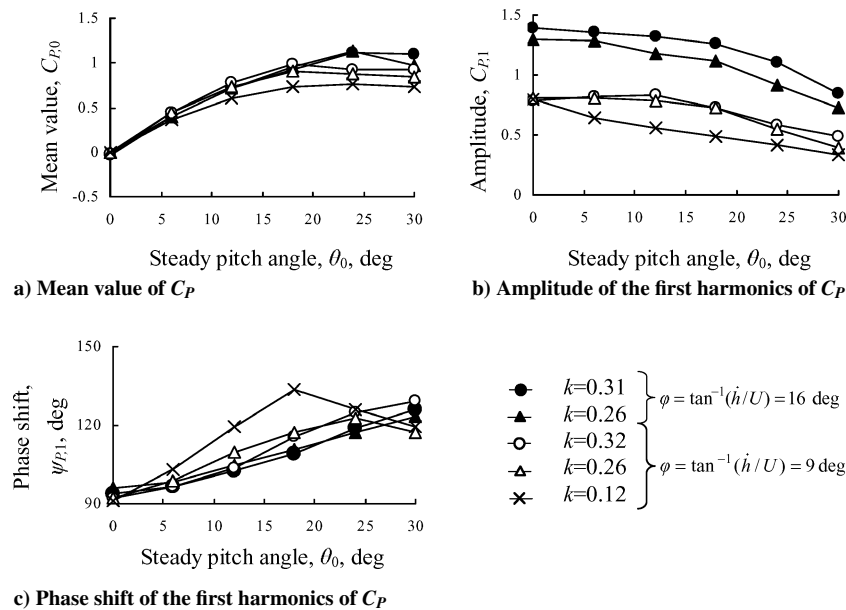 1.5
1
0.5
0
-0.5
Mean value, C_{P,0}
0 5 10 15 20 25 30
Steady pitch angle, θ₀, deg
a) Mean value of C_P
1.5
1
0.5
0
Amplitude, C_{P,1}
0 5 10 15 20 25 30
Steady pitch angle, θ₀, deg
b) Amplitude of the first harmonics of C_P
150
120
90
Phase shift,
ψ_{P,1}, deg
0 5 10 15 20 25 30
Steady pitch angle, θ₀, deg
c) Phase shift of the first harmonics of C_P
k=0.31
k=0.26
φ = tan⁻¹(ḣ/U) = 16 deg
k=0.32
k=0.26
k=0.12
φ = tan⁻¹(ḣ/U) = 9 deg